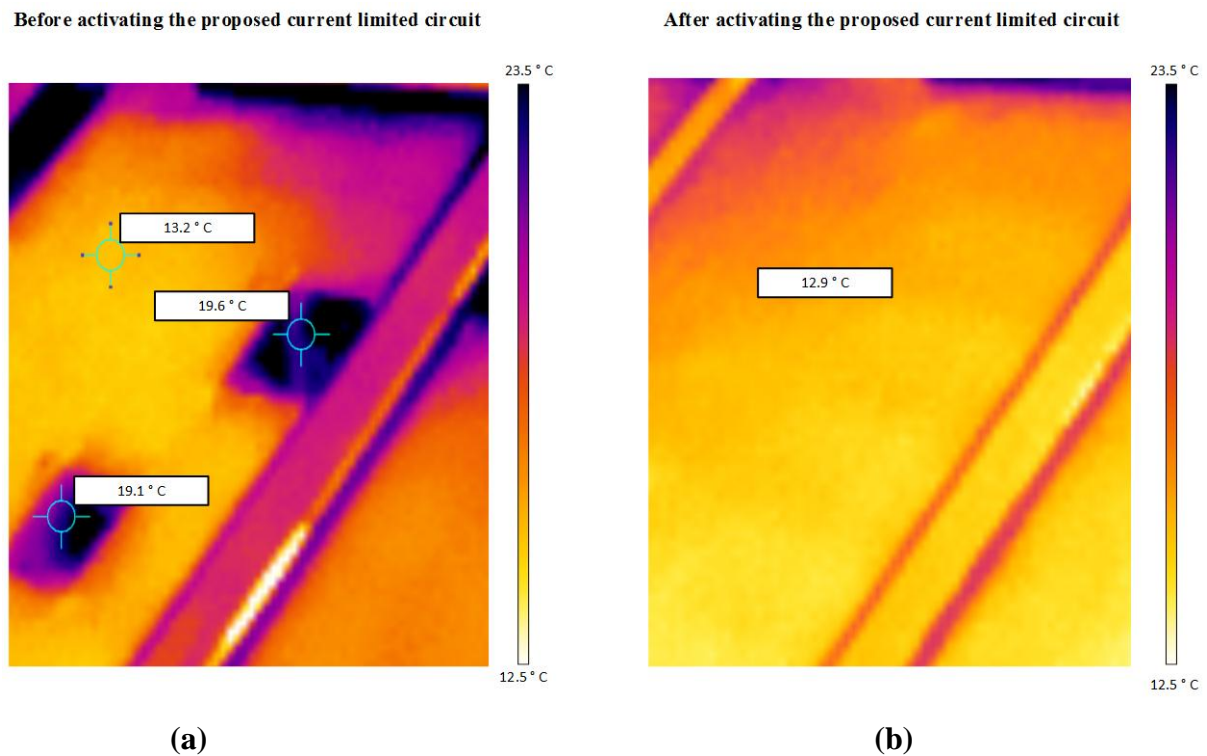 Before activating the proposed current limited circuit
23.5 ° C
13.2 ° C
19.6 ° C
19.1 ° C
12.5 ° C
(a)
After activating the proposed current limited circuit
23.5 ° C
12.9 ° C
12.5 ° C
(b)